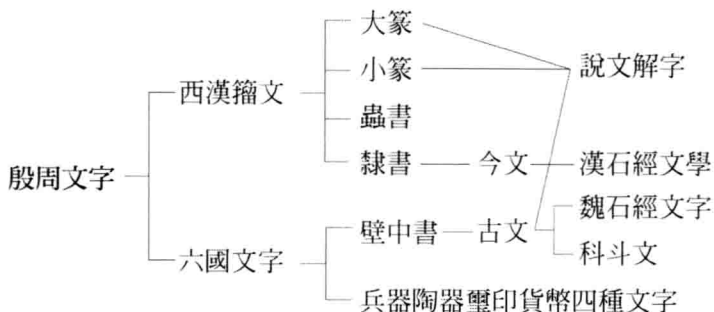 大篆
小篆
說文解字
西漢籀文
蟲書
隸書
今文
漢石經文學
殷周文字
魏石經文字
壁中書
古文
科斗文
六國文字
兵器陶器璽印貨幣四種文字